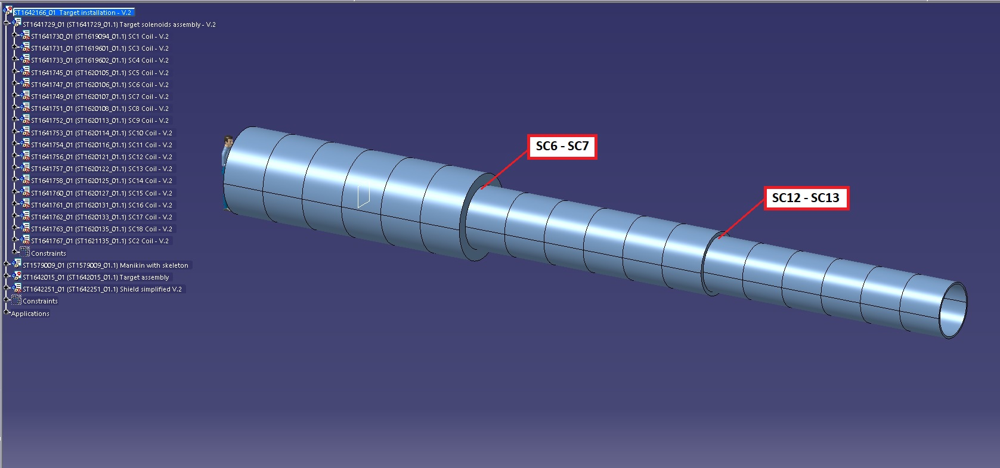 ST1642166_01 Target installation - V.2
ST1641729_01 (ST1641729_01.1) Target solenoids assembly - V.2
ST1641730_01 (ST1619094_01.1) SC1 Coil - V.2
ST1641731_01 (ST1619601_01.1) SC3 Coil - V.2
ST1641733_01 (ST1619602_01.1) SC4 Coil - V.2
ST1641745_01 (ST1620105_01.1) SC5 Coil - V.2
ST1641747_01 (ST1620106_01.1) SC6 Coil - V.2
ST1641749_01 (ST1620107_01.1) SC7 Coil - V.2
ST1641751_01 (ST1620108_01.1) SC8 Coil - V.2
ST1641752_01 (ST1620113_01.1) SC9 Coil - V.2
ST1641753_01 (ST1620114_01.1) SC10 Coil - V.2
ST1641754_01 (ST1620116_01.1) SC11 Coil - V.2
ST1641756_01 (ST1620121_01.1) SC12 Coil - V.2
ST1641757_01 (ST1620122_01.1) SC13 Coil - V.2
ST1641758_01 (ST1620125_01.1) SC14 Coil - V.2
ST1641760_01 (ST1620127_01.1) SC15 Coil - V.2
ST1641761_01 (ST1620131_01.1) SC16 Coil - V.2
ST1641762_01 (ST1620133_01.1) SC17 Coil - V.2
ST1641763_01 (ST1620135_01.1) SC18 Coil - V.2
ST1641767_01 (ST1621135_01.1) SC2 Coil - V.2
Constraints
ST1579009_01 (ST1579009_01.1) Manikin with skeleton
ST1642015_01 (ST1642015_01.1) Target assembly
ST1642251_01 (ST1642251_01.1) Shield simplified V.2
Constraints
Applications
SC6 - SC7
SC12 - SC13